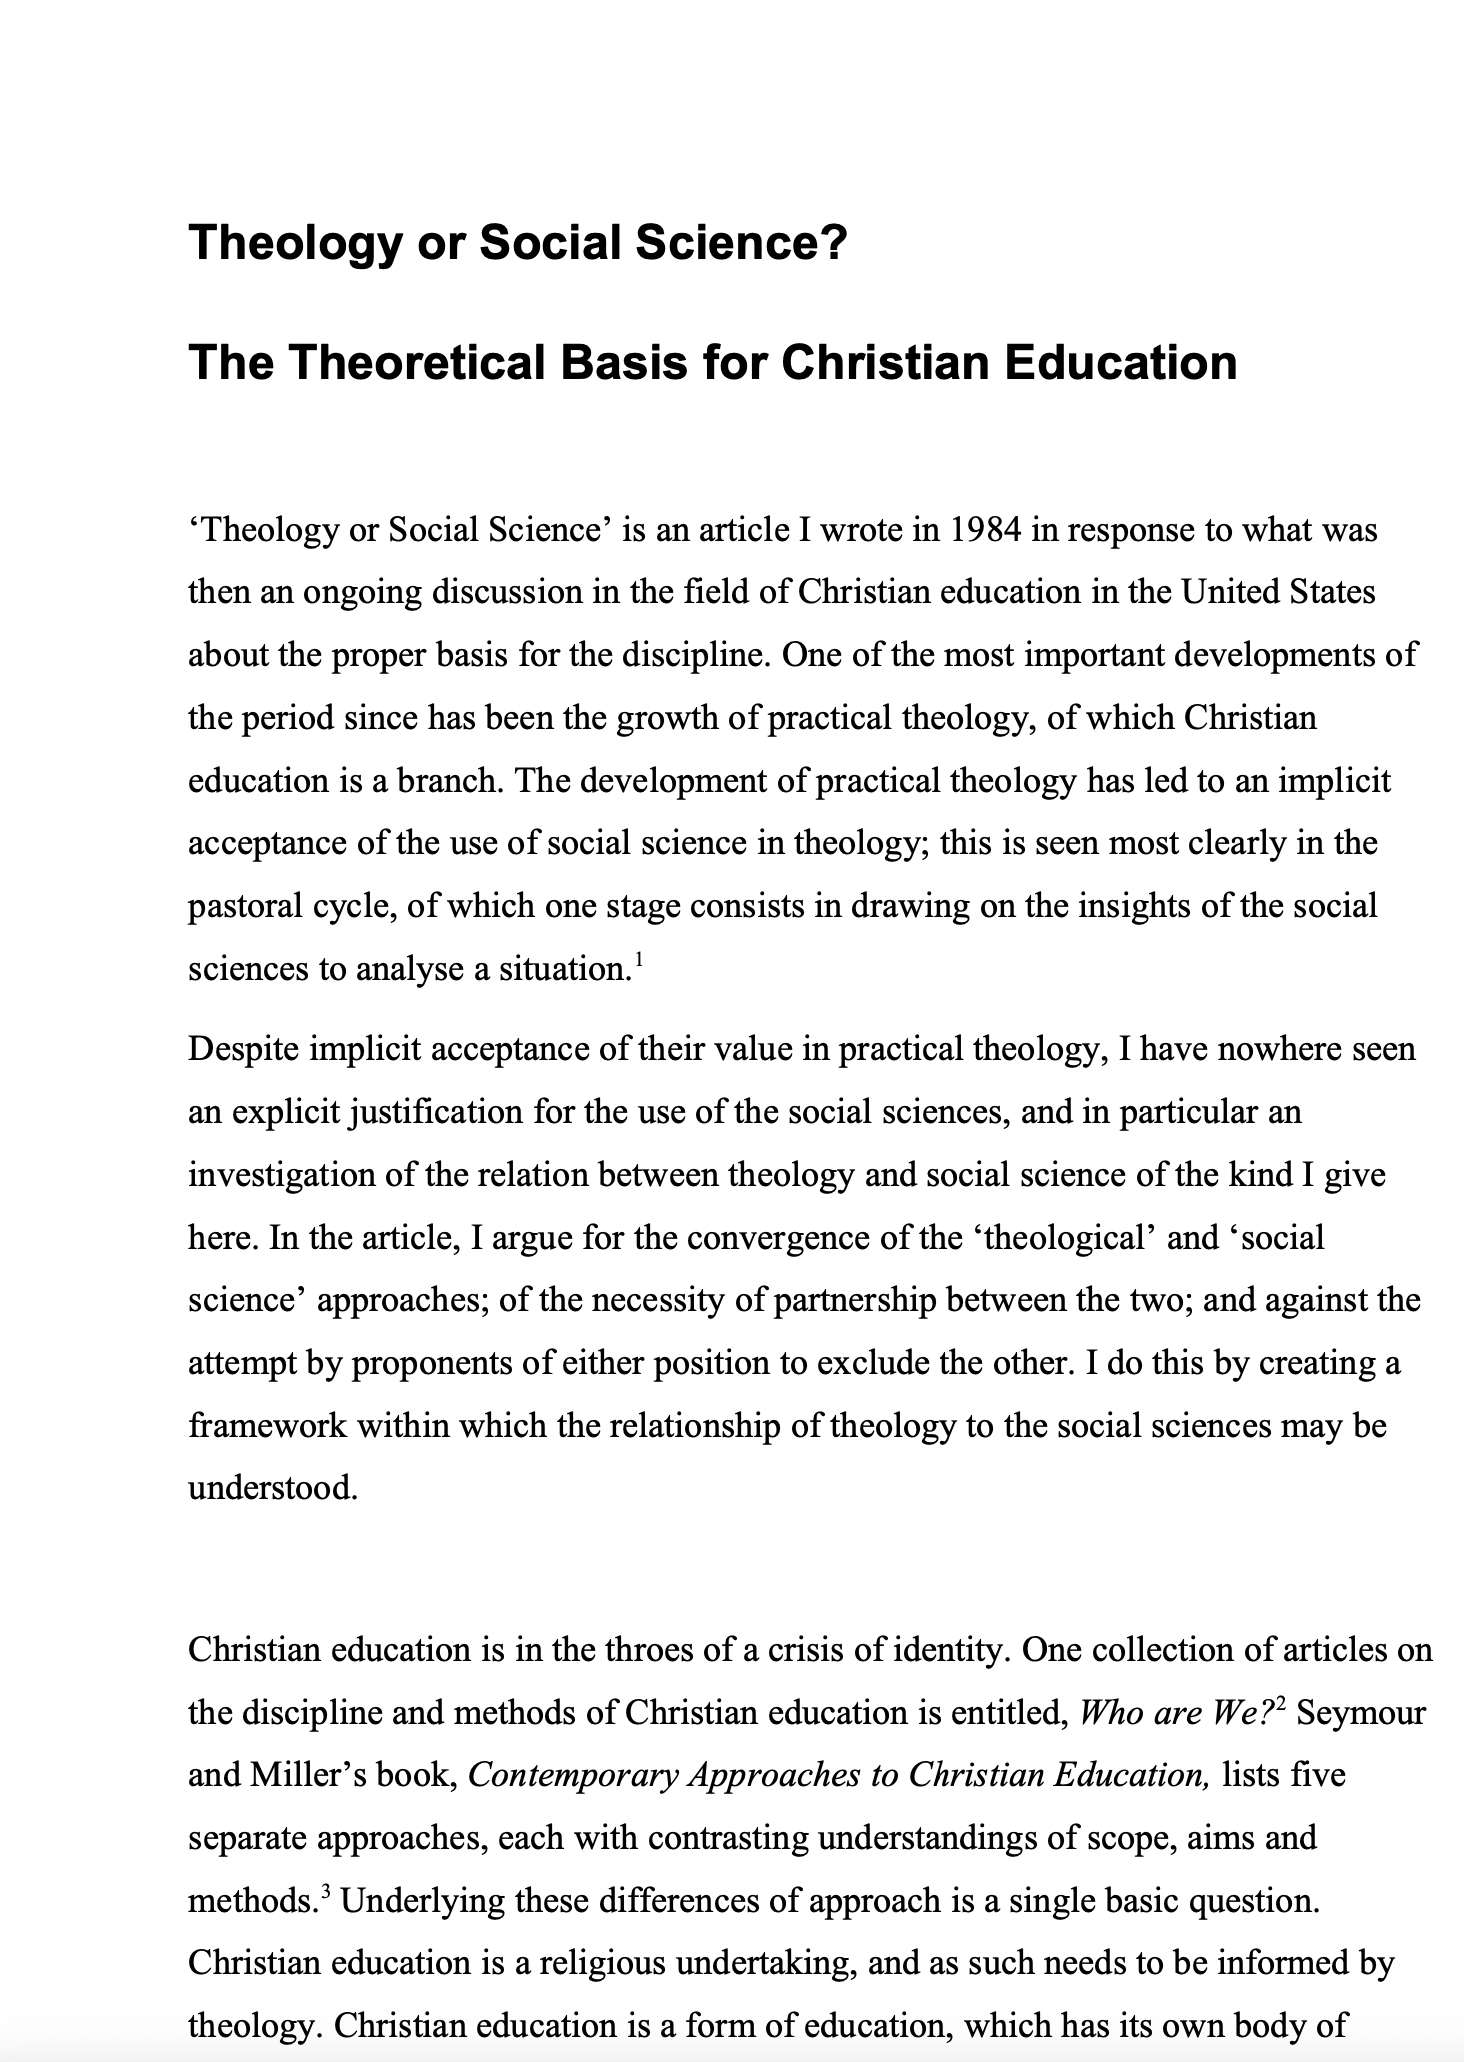 Theology or Social Science?
The Theoretical Basis for Christian Education
‘Theology or Social Science’ is an article I wrote in 1984 in response to what was
then an ongoing discussion in the field of Christian education in the United States
about the proper basis for the discipline. One of the most important developments of
the period since has been the growth of practical theology, of which Christian
education is a branch. The development of practical theology has led to an implicit
acceptance of the use of social science in theology; this is seen most clearly in the
pastoral cycle, of which one stage consists in drawing on the insights of the social
sciences to analyse a situation.¹
Despite implicit acceptance of their value in practical theology, I have nowhere seen
an explicit justification for the use of the social sciences, and in particular an
investigation of the relation between theology and social science of the kind I give
here. In the article, I argue for the convergence of the ‘theological’ and ‘social
science’ approaches; of the necessity of partnership between the two; and against the
attempt by proponents of either position to exclude the other. I do this by creating a
framework within which the relationship of theology to the social sciences may be
understood.
Christian education is in the throes of a crisis of identity. One collection of articles on
the discipline and methods of Christian education is entitled, Who are We?² Seymour
and Miller’s book, Contemporary Approaches to Christian Education, lists five
separate approaches, each with contrasting understandings of scope, aims and
methods.³ Underlying these differences of approach is a single basic question.
Christian education is a religious undertaking, and as such needs to be informed by
theology. Christian education is a form of education, which has its own body of